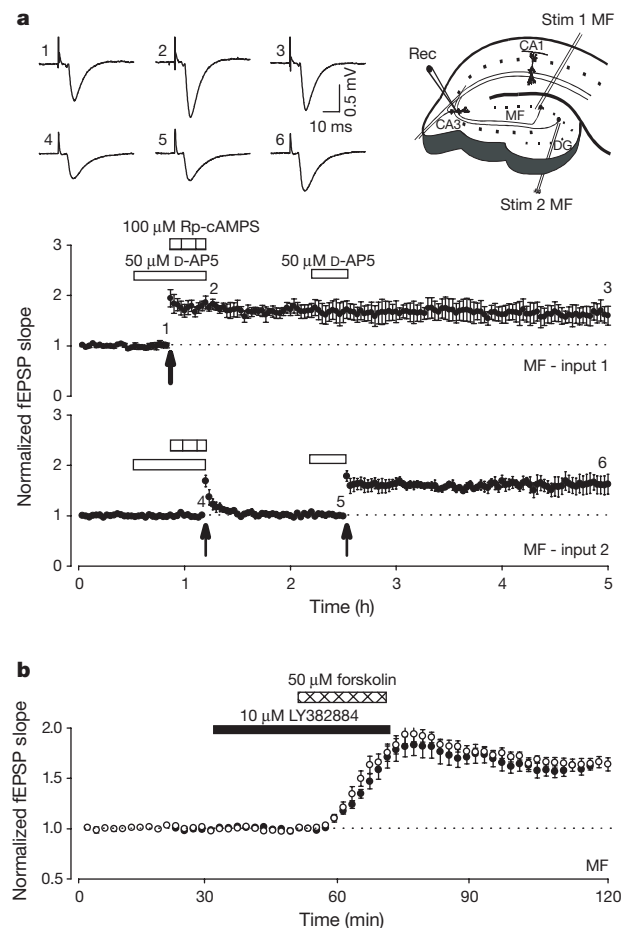 a
1
2
3
0.5 mV
10 ms
4
5
6
Stim 1 MF
CA1
Rec
MF
CA3
DG
Stim 2 MF
Normalized fEPSP slope
100 µM Rp-cAMPS
50 µM D-AP5
50 µM D-AP5
3
2
1
0
1
2
3
MF - input 1
3
2
1
0
4
5
6
MF - input 2
0
1
2
3
4
5
Time (h)
b
Normalized fEPSP slope
50 µM forskolin
10 µM LY382884
2.0
1.5
1.0
0.5
MF
0
30
60
90
120
Time (min)